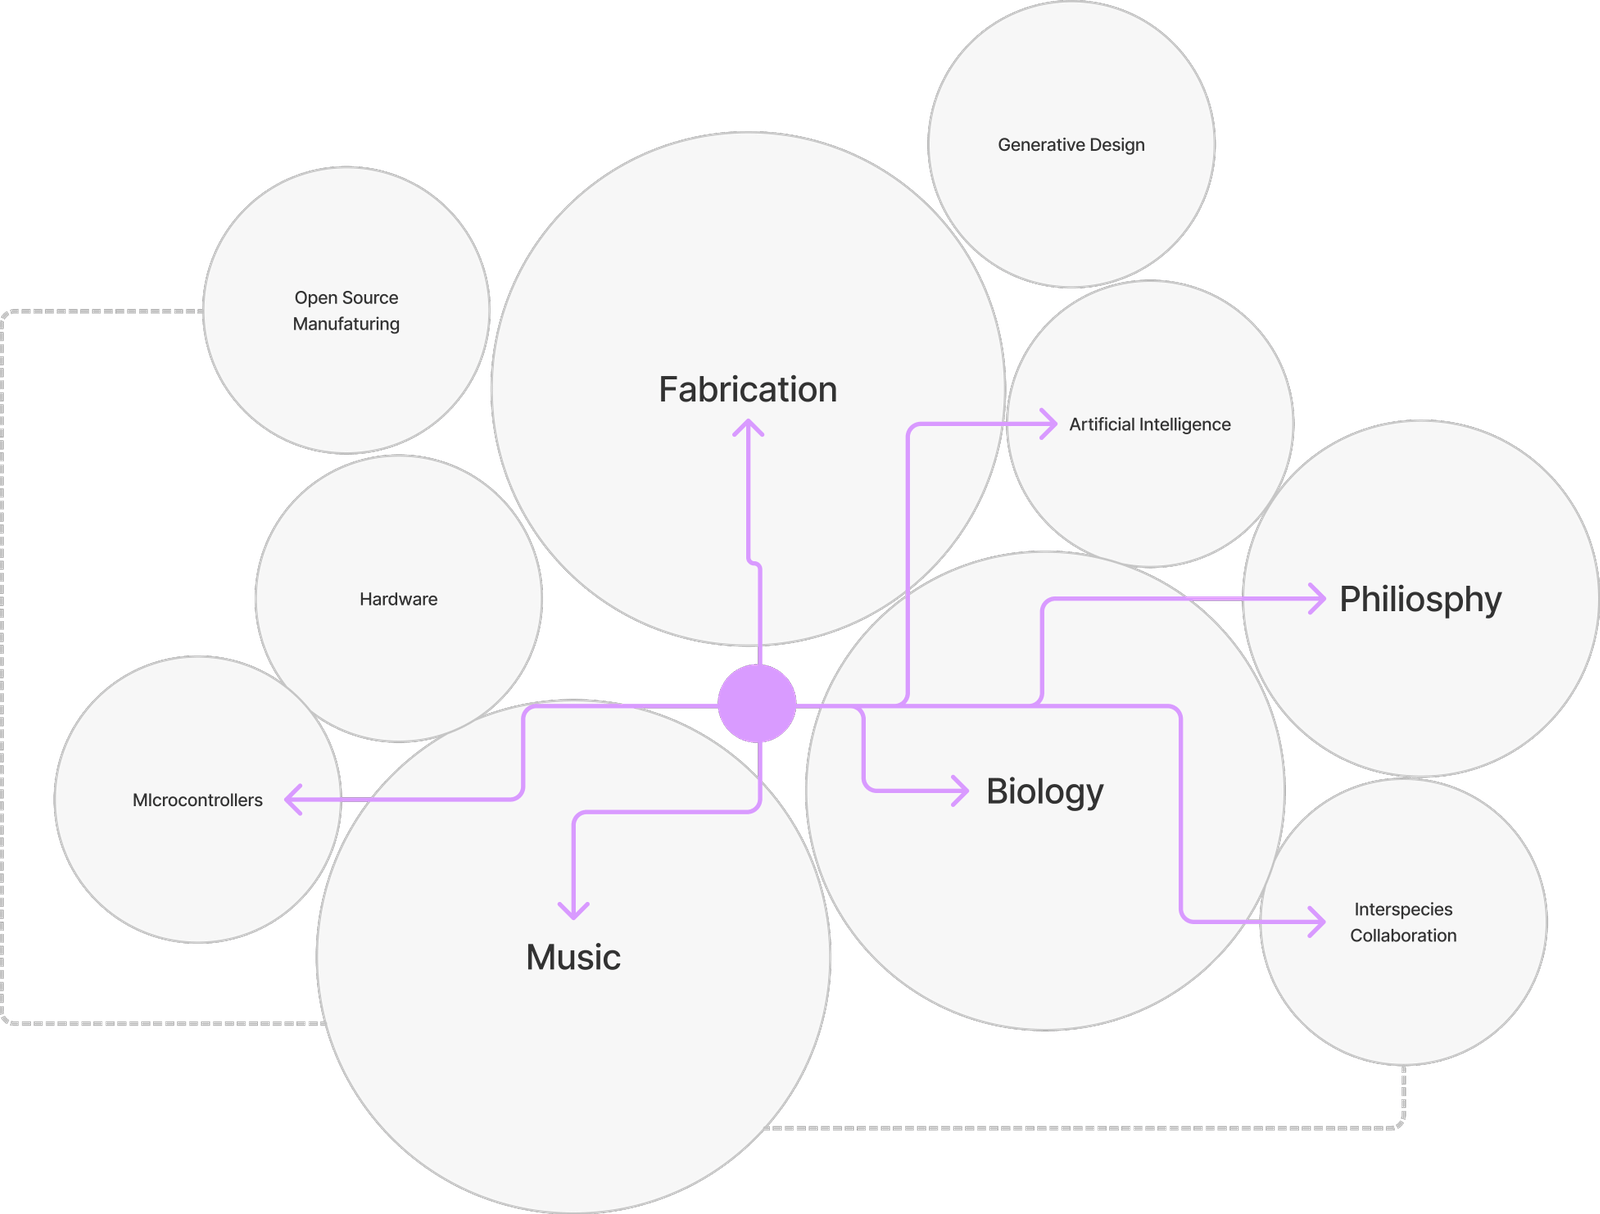 Generative Design
Open Source
Manufaturing
Fabrication
Artificial Intelligence
Hardware
Philiosphy
MIcrocontrollers
Biology
Interspecies
Collaboration
Music